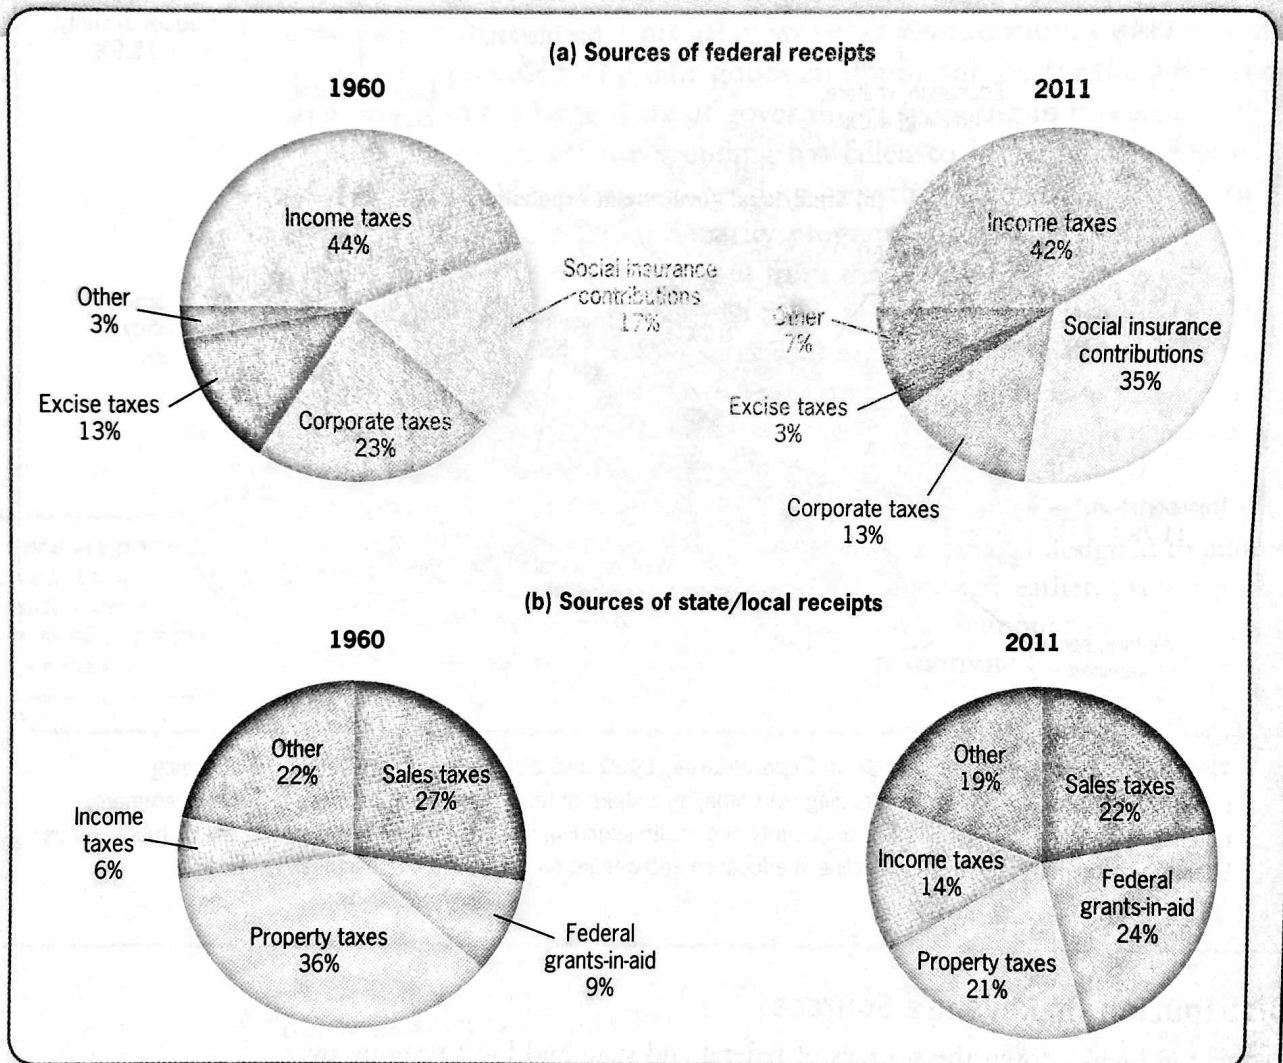 (a) Sources of federal receipts
1960
Income taxes
44%
Social insurance
contributions
17%
Corporate taxes
23%
Excise taxes
13%
Other
3%
2011
Income taxes
42%
Social insurance
contributions
35%
Corporate taxes
13%
Excise taxes
3%
Other
7%
(b) Sources of state/local receipts
1960
Sales taxes
27%
Federal
grants-in-aid
9%
Property taxes
36%
Income
taxes
6%
Other
22%
2011
Sales taxes
22%
Federal
grants-in-aid
24%
Property taxes
21%
Income taxes
14%
Other
19%